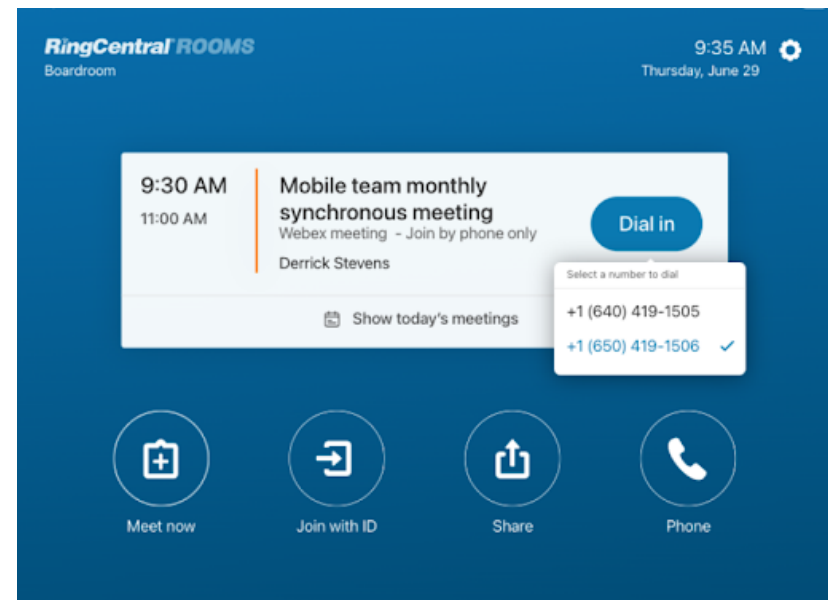 RingCentral ROOMS
Boardroom
9:35 AM
Thursday, June 29
9:30 AM
11:00 AM
Mobile team monthly
synchronous meeting
Webex meeting - Join by phone only
Derrick Stevens
Dial in
Select a number to dial
+1 (640) 419-1505
+1 (650) 419-1506
Show today's meetings
Meet now
Join with ID
Share
Phone